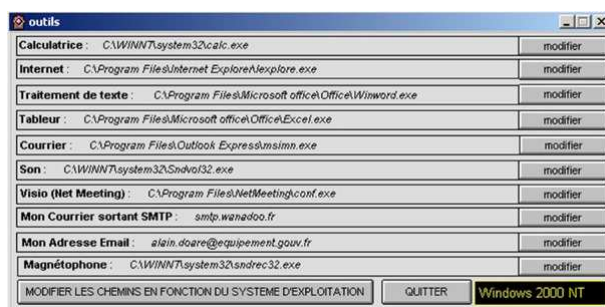 outils
Calculatrice : C:\WINNT\system32\calc.exe modifier
Internet : C:\Program Files\Internet Explorer\Iexplore.exe modifier
Traitement de texte : C:\Program Files\Microsoft office\Office\Winword.exe modifier
Tableur : C:\Program Files\Microsoft office\Office\Excel.exe modifier
Courrier : C:\Program Files\Outlook Express\msimn.exe modifier
Son : C:\WINNT\system32\Sndvol32.exe modifier
Visio (Net Meeting) : C:\Program Files\NetMeeting\conf.exe modifier
Mon Courrier sortant SMTP : smtp.wanadoo.fr modifier
Mon Adresse Email : alain.doare@equipement.gouv.fr modifier
Magnétophone : C:\WINNT\system32\sndrec32.exe modifier
MODIFIER LES CHEMINS EN FONCTION DU SYSTEME D'EXPLOITATION QUITTER Windows 2000 NT